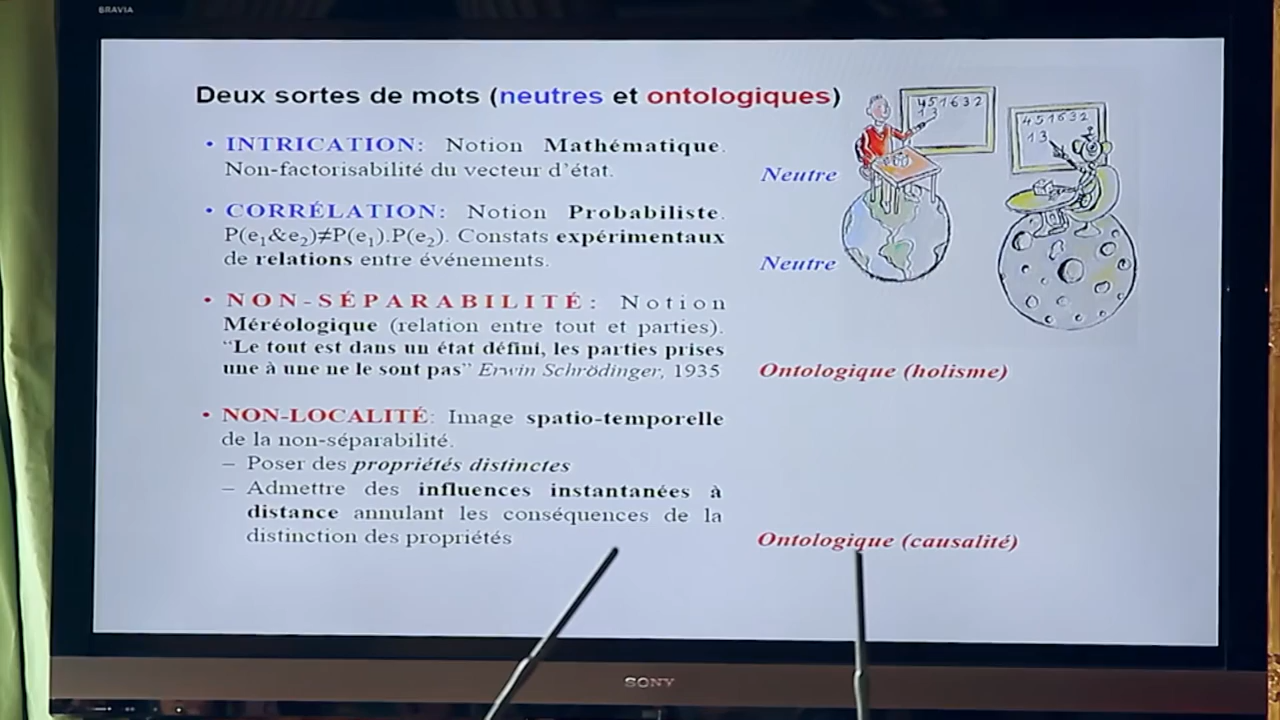 BRAVIA
Deux sortes de mots (neutres et ontologiques)
• INTRICATION: Notion Mathématique.
Non-factorisabilité du vecteur d'état.
Neutre
• CORRÉLATION: Notion Probabiliste.
P(e₁&e₂)≠P(e₁).P(e₂). Constats expérimentaux
de relations entre événements.
Neutre
• NON-SÉPARABILITÉ: Notion
Méréologique (relation entre tout et parties).
“Le tout est dans un état défini, les parties prises
une à une ne le sont pas” Erwin Schrödinger, 1935
Ontologique (holisme)
• NON-LOCALITÉ: Image spatio-temporelle
de la non-séparabilité.
– Poser des propriétés distinctes
– Admettre des influences instantanées à
distance annulant les conséquences de la
distinction des propriétés
Ontologique (causalité)
451632
13
451632
13
SONY